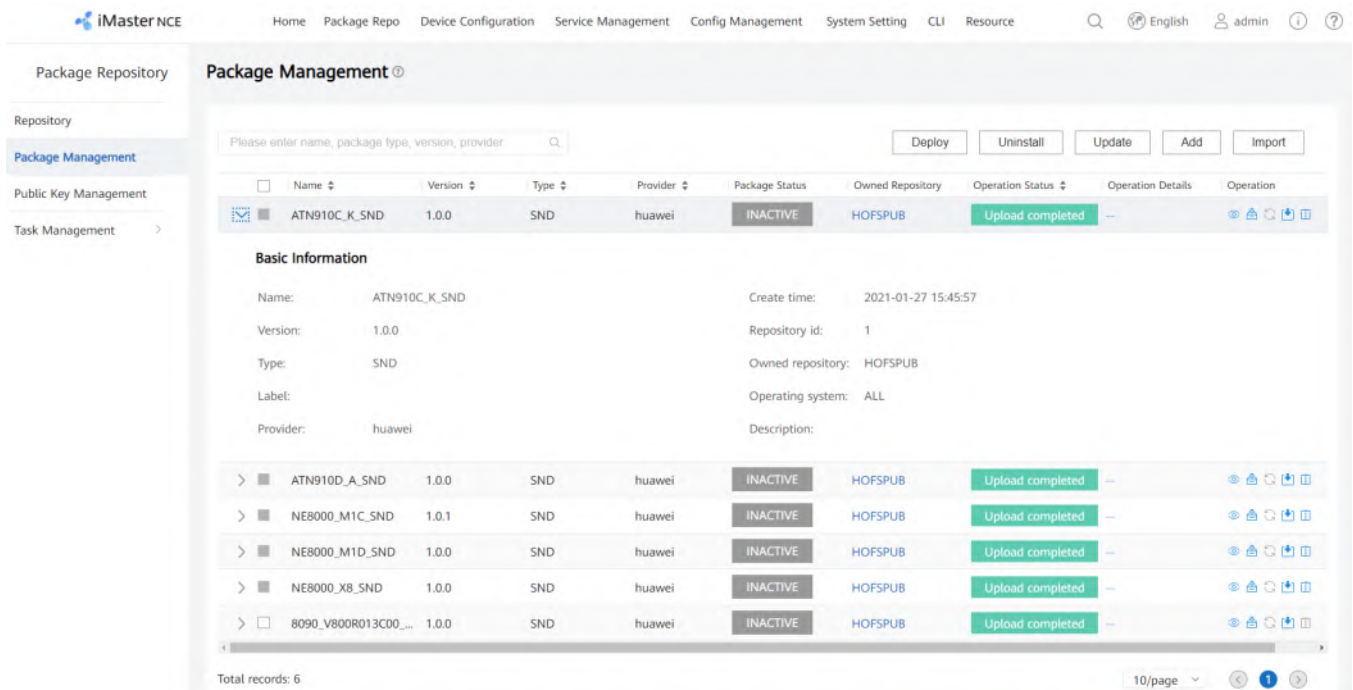 iMaster NCE Home Package Repo Device Configuration Service Management Config Management System Setting CLI Resource English admin
Package Repository
Repository
Package Management
Public Key Management
Task Management
Package Management
Please enter name, package type, version, provider
Deploy Uninstall Update Add Import
Name Version Type Provider Package Status Owned Repository Operation Status Operation Details Operation
ATN910C_K_SND 1.0.0 SND huawei INACTIVE HOFSPUB Upload completed --
Basic Information
Name: ATN910C_K_SND Create time: 2021-01-27 15:45:57
Version: 1.0.0 Repository id: 1
Type: SND Owned repository: HOFSPUB
Label: Operating system: ALL
Provider: huawei Description:
ATN910D_A_SND 1.0.0 SND huawei INACTIVE HOFSPUB Upload completed --
NE8000_M1C_SND 1.0.1 SND huawei INACTIVE HOFSPUB Upload completed --
NE8000_M1D_SND 1.0.0 SND huawei INACTIVE HOFSPUB Upload completed --
NE8000_X8_SND 1.0.0 SND huawei INACTIVE HOFSPUB Upload completed --
8090_V800R013C00_... 1.0.0 SND huawei INACTIVE HOFSPUB Upload completed --
Total records: 6 10/page 1